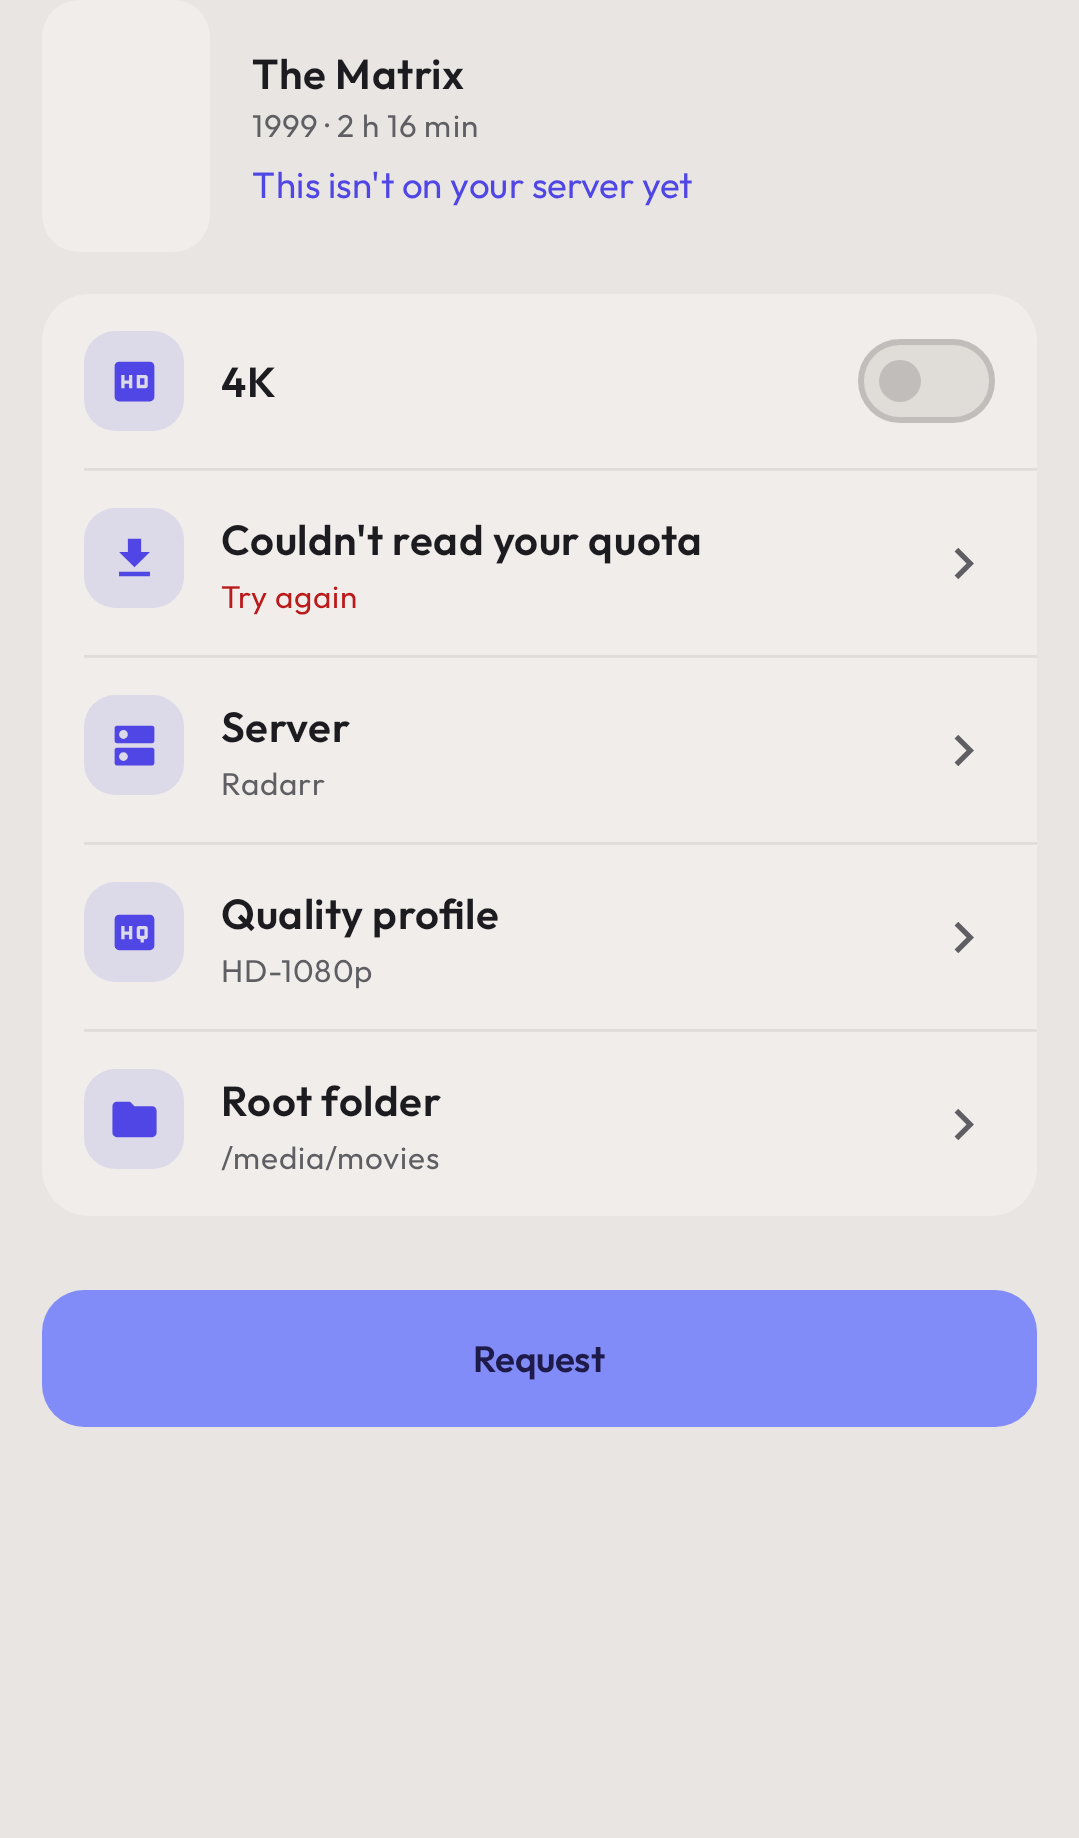 The Matrix
1999 · 2 h 16 min
This isn't on your server yet
HD
4K
Couldn't read your quota
Try again
Server
Radarr
HQ
Quality profile
HD-1080p
Root folder
/media/movies
Request